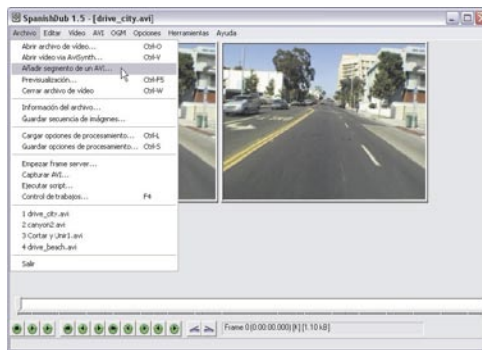 SpanishDub 1.5 - [drive_city.avi]
Archivo Editar Video AVI OGM Opciones Herramientas Ayuda
Abrir archivo de vídeo... Ctrl-O
Abrir vídeo via AviSynth... Ctrl-Y
Añadir segmento de un AVI...
Previsualización... Ctrl-F5
Cerrar archivo de vídeo Ctrl-W
Información del archivo...
Guardar secuencia de imágenes...
Cargar opciones de procesamiento... Ctrl-L
Guardar opciones de procesamiento... Ctrl-S
Empezar frame server...
Capturar AVI...
Ejecutar script...
Control de trabajos... F4
1 drive_city.avi
2 canyon2.avi
3 Cortar y Unir1.avi
4 drive_beach.avi
Salir
Frame 0 (0:00:00.000) [K] [1.10 kB]